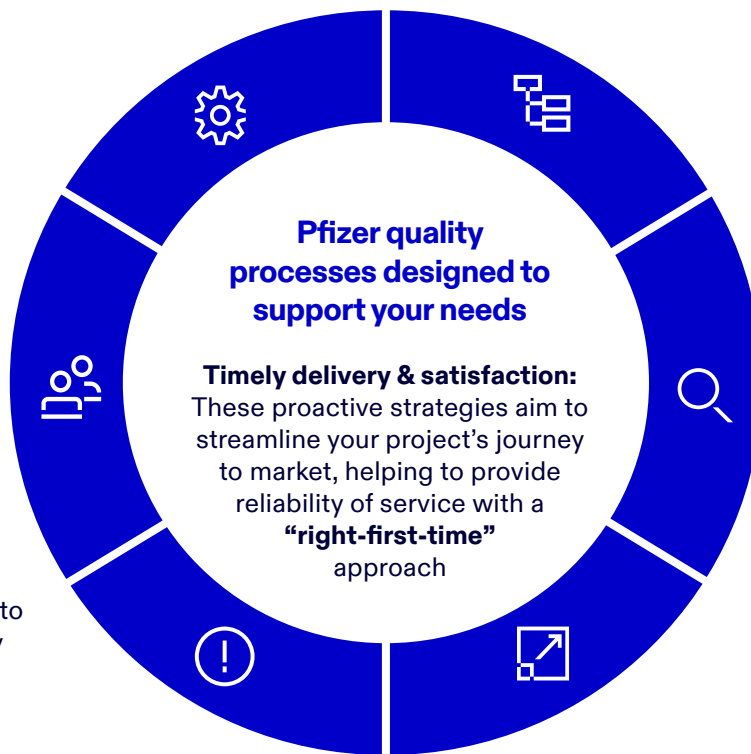 Pfizer quality
processes designed to
support your needs
Timely delivery & satisfaction:
These proactive strategies aim to
streamline your project’s journey
to market, helping to provide
reliability of service with a
“right-first-time”
approach
to